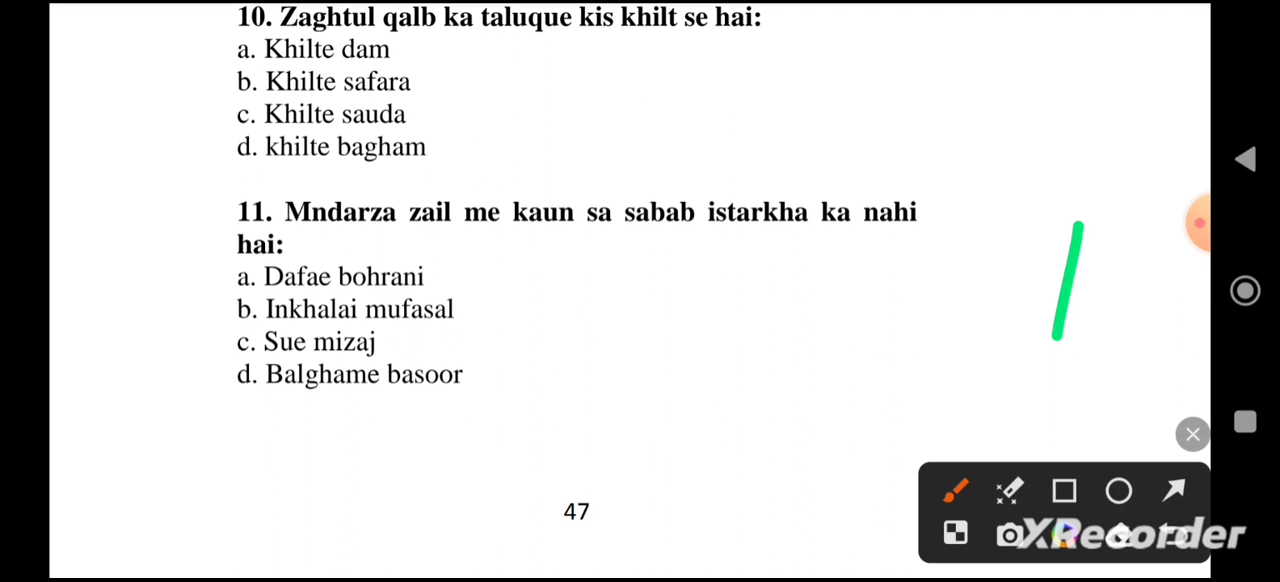 10. Zaghtul qalb ka taluque kis khilt se hai:
a. Khilte dam
b. Khilte safara
c. Khilte sauda
d. khilte bagham
11. Mndarza zail me kaun sa sabab istarkha ka nahi
hai:
a. Dafae bohrani
b. Inkhalai mufasal
c. Sue mizaj
d. Balghame basoor
47
XRecorder